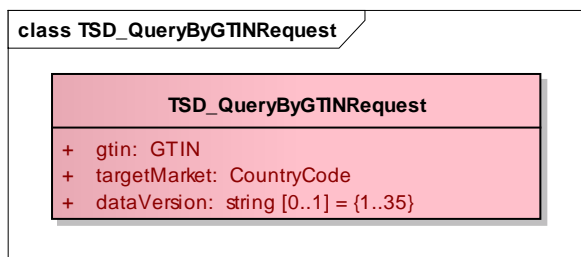 class TSD_QueryByGTINRequest
TSD_QueryByGTINRequest
+ gtin: GTIN
+ targetMarket: CountryCode
+ dataVersion: string [0..1] = {1..35}